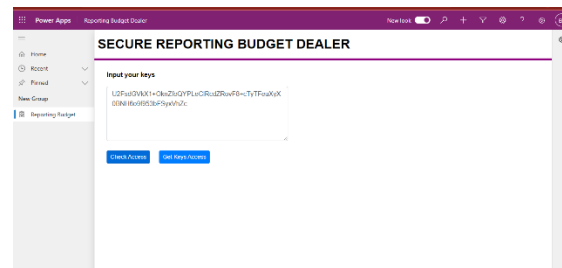 Power Apps
Reporting Budget Dealer
New look
?
SECURE REPORTING BUDGET DEALER
Home
Recent
Pinned
New Group
Reporting Budget
Input your keys
Check Access
Get Keys Access